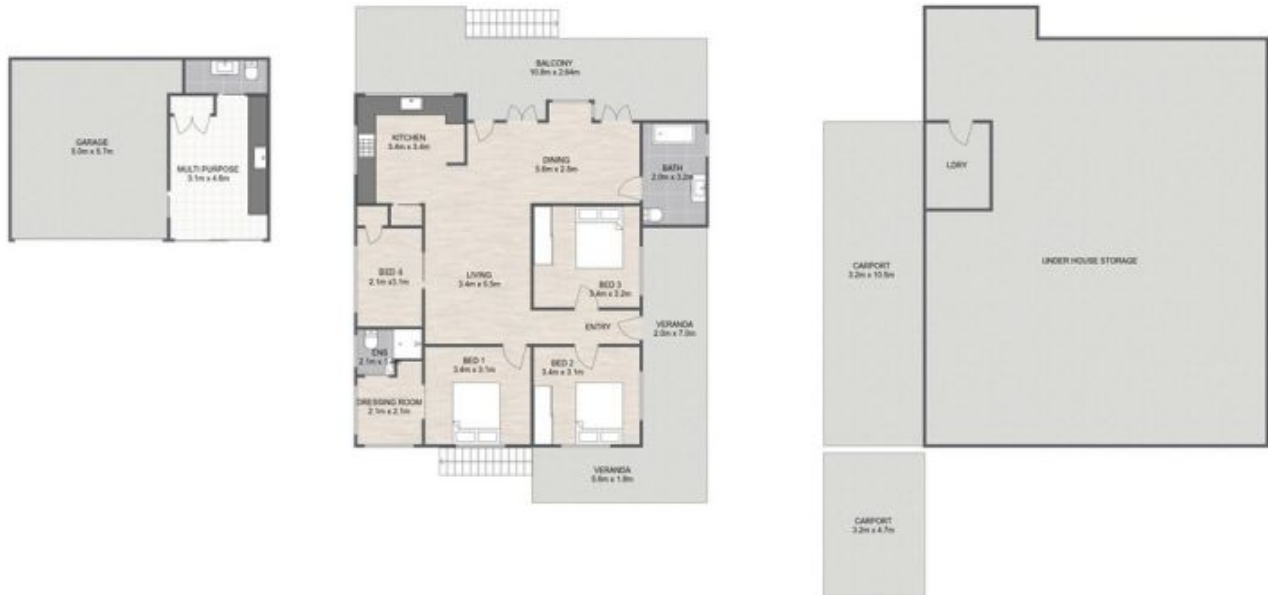 GARAGE
5.0m x 5.7m
MULTI PURPOSE
3.1m x 4.6m
BALCONY
10.8m x 2.64m
KITCHEN
3.4m x 3.4m
DINING
5.6m x 2.5m
BATH
2.0m x 3.2m
BED 4
2.1m x3.1m
LIVING
3.4m x 5.5m
BED 3
3.4m x 3.2m
ENTRY
VERANDA
2.0m x 7.0m
ENS
2.1m x
BED 1
3.4m x 3.1m
BED 2
3.4m x 3.1m
DRESSING ROOM
2.1m x 2.1m
VERANDA
5.6m x 1.8m
LDRY
CARPORT
3.2m x 10.5m
UNDER HOUSE STORAGE
CARPORT
3.2m x 4.7m